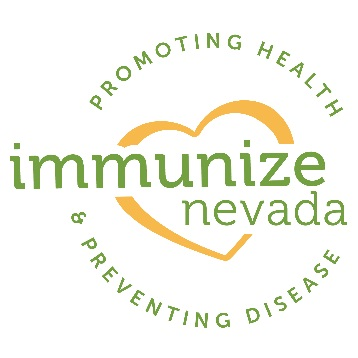 PROMOTING HEALTH
immunize
nevada
& PREVENTING DISEASE